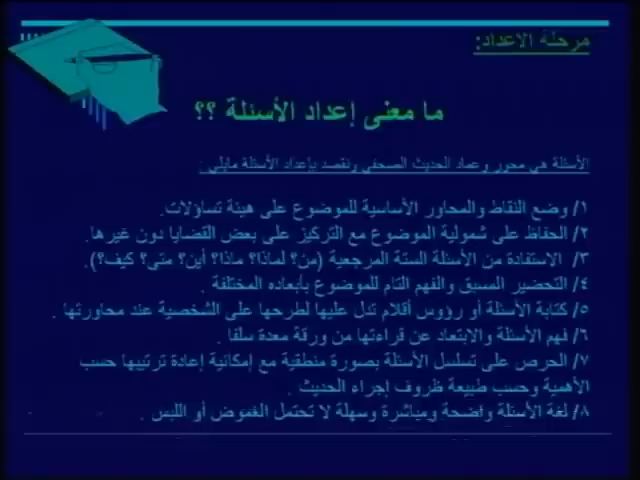 مرحلة الاعداد:
ما معنى إعداد الأسئلة ؟؟
الأسئلة هي محور وعماد الحديث الصحفي ونقصد بإعداد الأسئلة مايلي :
١/ وضع النقاط والمحاور الأساسية للموضوع على هيئة تساؤلات.
٢/ الحفاظ على شمولية الموضوع مع التركيز على بعض القضايا دون غيرها.
٣/ الاستفادة من الأسئلة الستة المرجعية (من؟ لماذا؟ ماذا؟ أين؟ متى؟ كيف؟).
٤/ التحضير المسبق والفهم التام للموضوع بأبعاده المختلفة .
٥/ كتابة الأسئلة أو رؤوس أقلام تدل عليها لطرحها على الشخصية عند محاورتها .
٦/ فهم الأسئلة والابتعاد عن قراءتها من ورقة معدة سلفا .
٧/ الحرص على تسلسل الأسئلة بصورة منطقية مع إمكانية إعادة ترتيبها حسب
الأهمية وحسب طبيعة ظروف إجراء الحديث .
٨/ لغة الأسئلة واضحة ومباشرة وسهلة لا تحتمل الغموض أو اللبس .